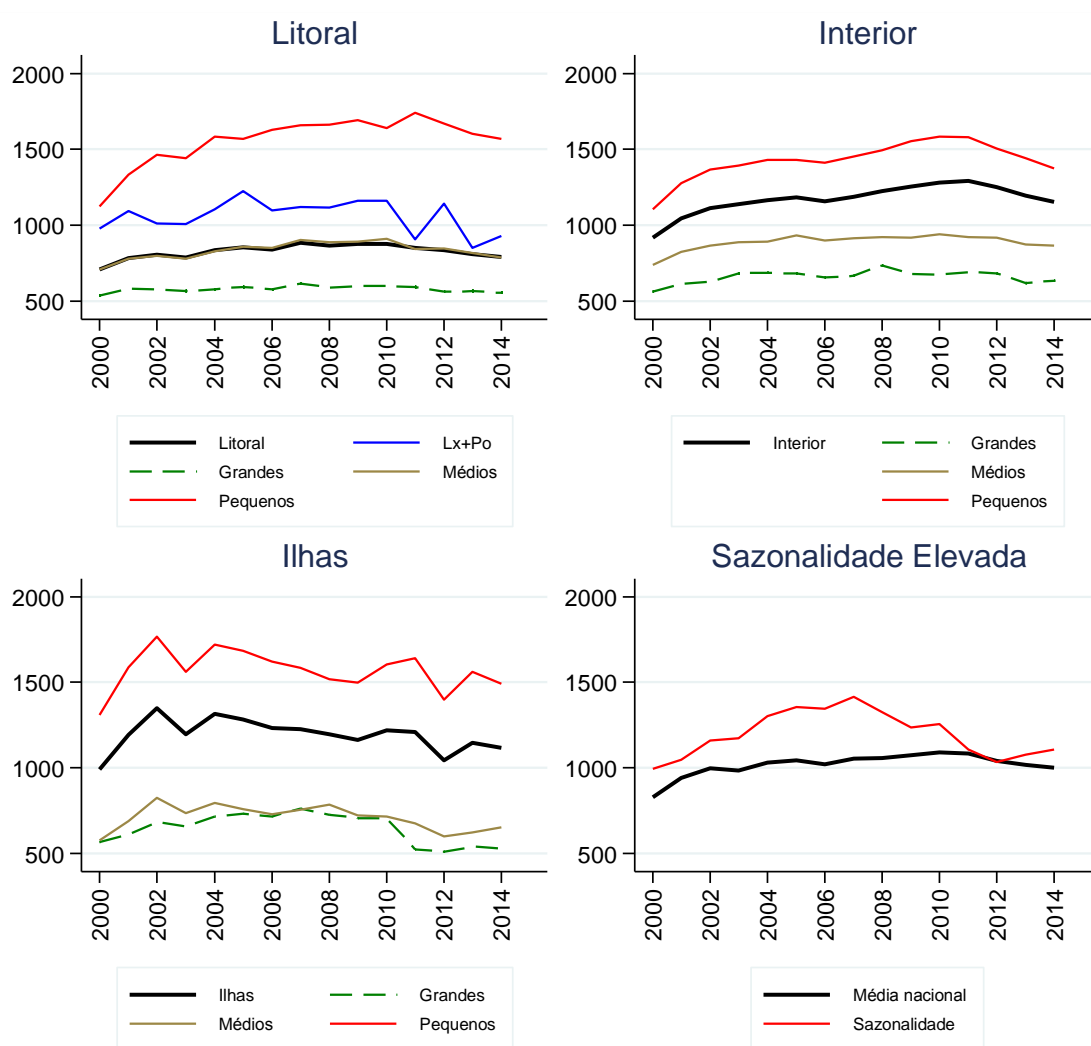 Litoral
2000
1500
1000
500
2000 2002 2004 2006 2008 2010 2012 2014
Litoral Lx+Po
Grandes Médios
Pequenos
Interior
2000
1500
1000
500
2000 2002 2004 2006 2008 2010 2012 2014
Interior Grandes
Médios
Pequenos
Ilhas
2000
1500
1000
500
2000 2002 2004 2006 2008 2010 2012 2014
Ilhas Grandes
Médios Pequenos
Sazonalidade Elevada
2000
1500
1000
500
2000 2002 2004 2006 2008 2010 2012 2014
Média nacional
Sazonalidade